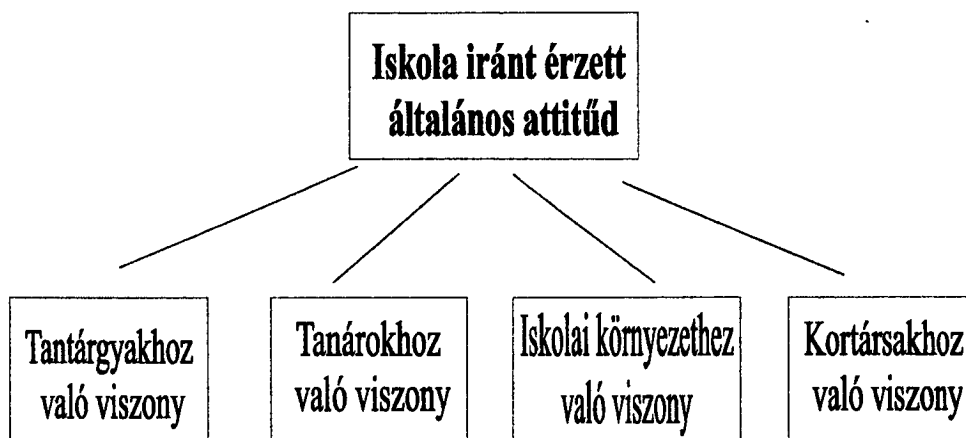 Iskola iránt érzett
általános attitűd
Tantárgyakhoz
való viszony
Tanárokhoz
való viszony
Iskolai környezethez
való viszony
Kortársakhoz
való viszony